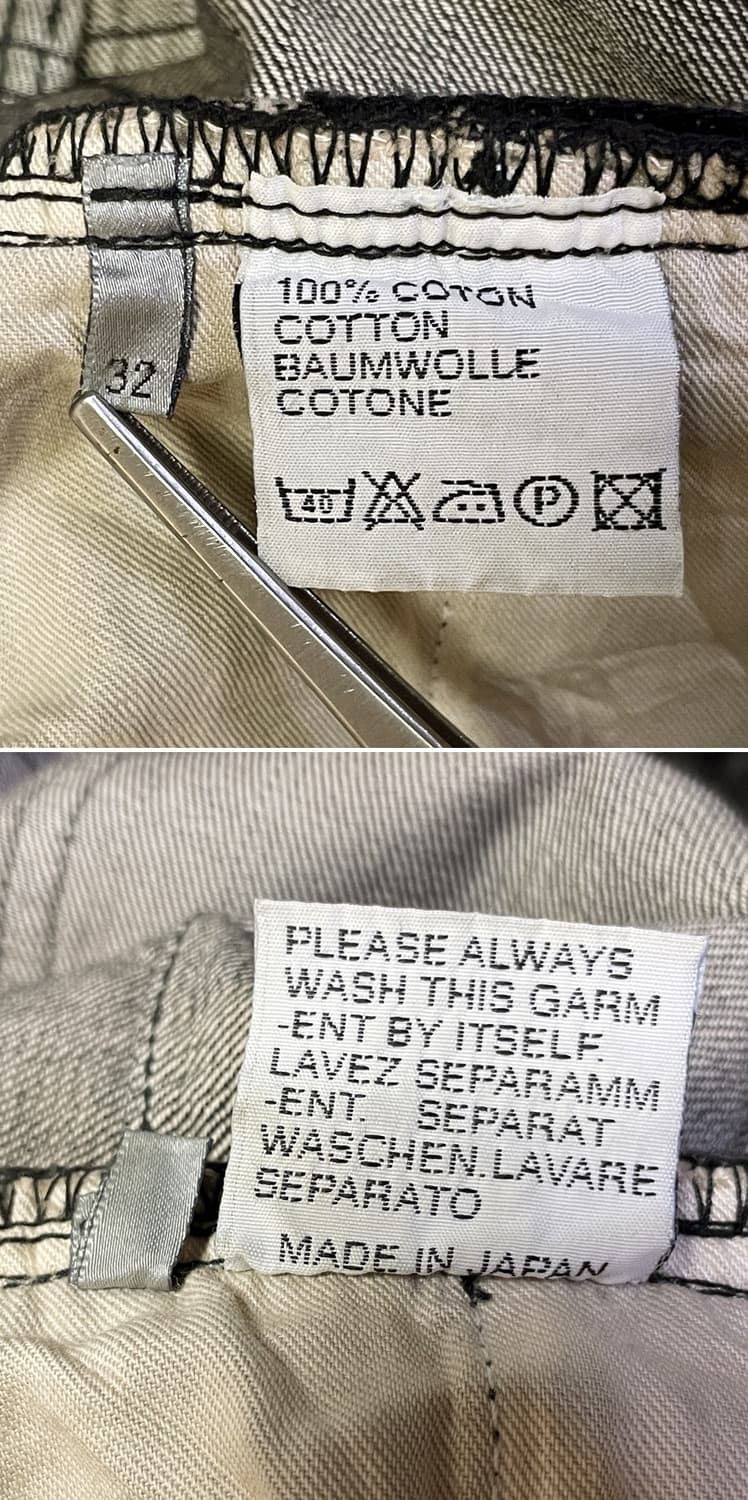 32
100% COTON
COTTON
BAUMWOLLE
COTONE
40
P
PLEASE ALWAYS
WASH THIS GARM
-ENT BY ITSELF.
LAVEZ SEPARAMM
-ENT. SEPARAT
WASCHEN.LAVARE
SEPARATO
MADE IN JAPAN